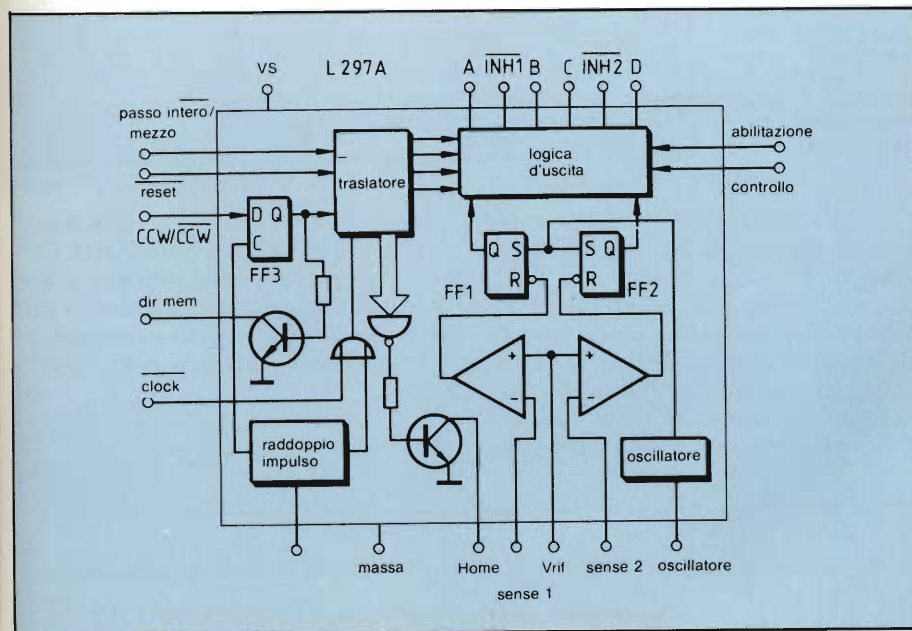 VS
L 297A
A INH1 B C INH2 D
passo intero/
mezzo
reset
CCW/CCW
dir mem
clock
D Q
C
FF3
traslatore
logica
d'uscita
abilitazione
controllo
Q S
R
FF1
S Q
R
FF2
+
−
+
−
raddoppio
impulso
oscillatore
massa
Home
sense 1
Vrif
sense 2
oscillatore